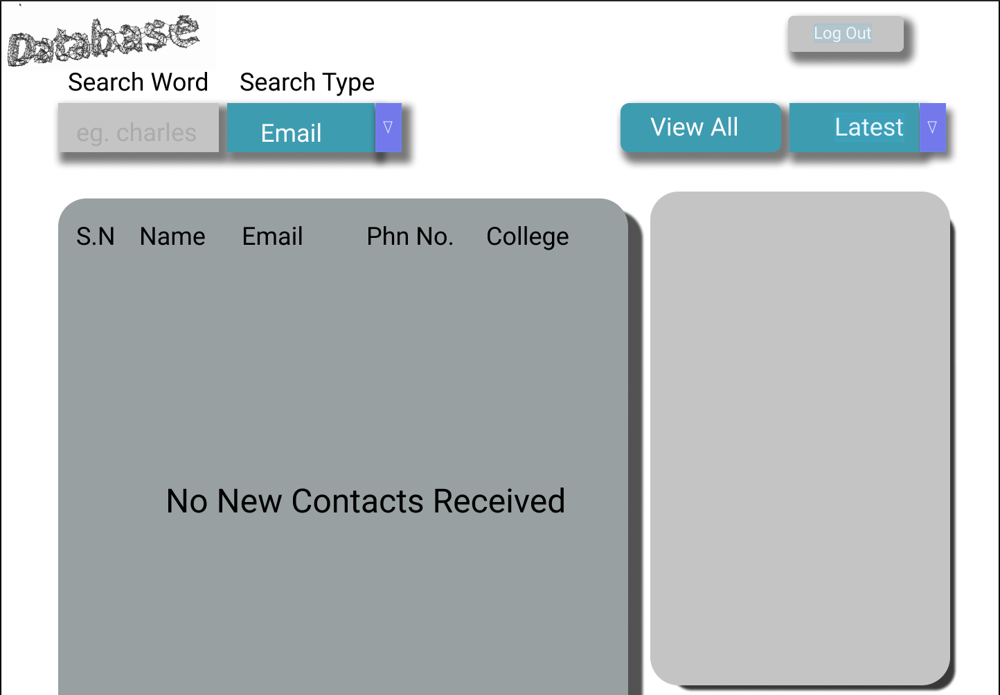 Database
Log Out
Search Word Search Type
eg. charles Email View All Latest
S.N Name Email Phn No. College
No New Contacts Received